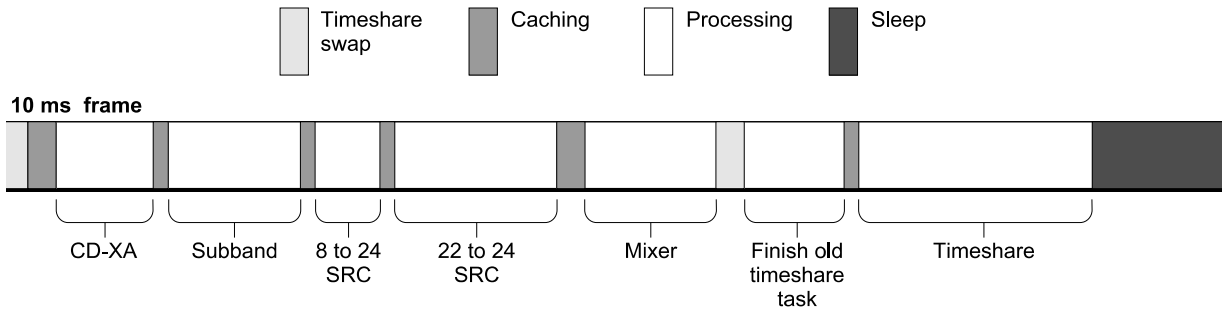 Timeshare
swap
Caching
Processing
Sleep
10 ms frame
CD-XA
Subband
8 to 24
SRC
22 to 24
SRC
Mixer
Finish old
timeshare
task
Timeshare